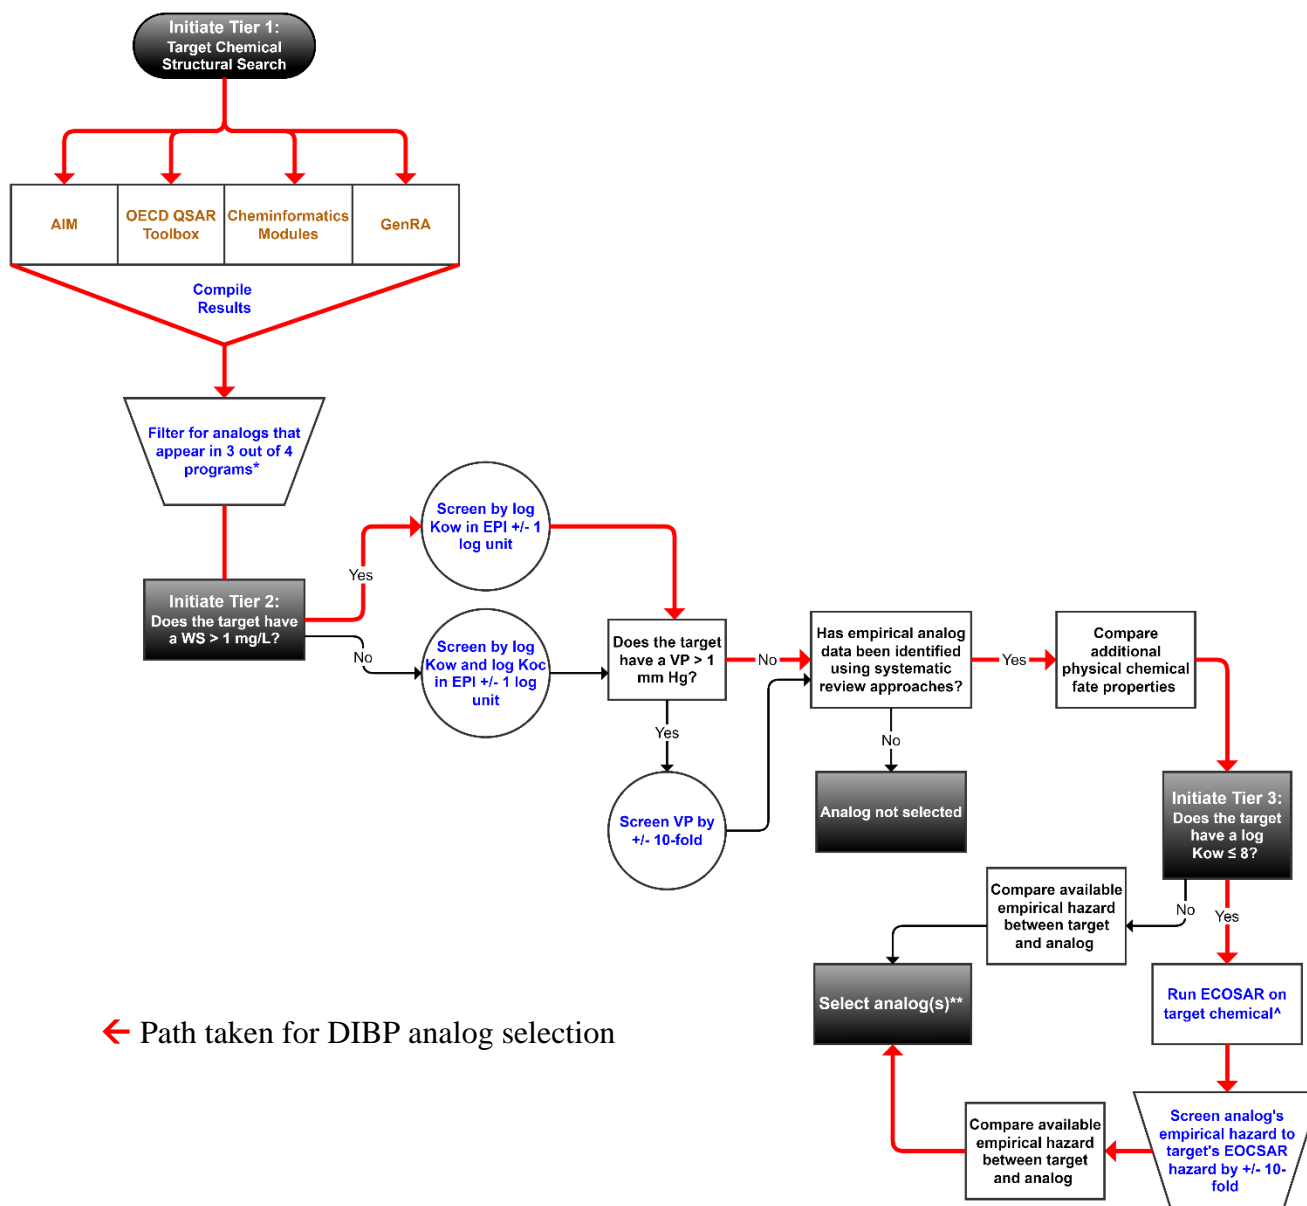 Initiate Tier 1:
Target Chemical
Structural Search
AIM
OECD QSAR
Toolbox
Cheminformatics
Modules
GenRA
Compile
Results
Filter for analogs that
appear in 3 out of 4
programs*
Initiate Tier 2:
Does the target have
a WS > 1 mg/L?
Yes
No
Screen by log
Kow in EPI +/- 1
log unit
Screen by log
Kow and log Koc
in EPI +/- 1 log
unit
Does the target
have a VP > 1
mm Hg?
No
Yes
Screen VP by
+/- 10-fold
Has empirical analog
data been identified
using systematic
review approaches?
Yes
No
Analog not selected
Compare
additional
physical chemical
fate properties
Initiate Tier 3:
Does the target
have a log
Kow ≤ 8?
No
Yes
Compare available
empirical hazard
between target
and analog
Select analog(s)**
Run ECOSAR on
target chemical^
Screen analog's
empirical hazard to
target's EOCSAR
hazard by +/- 10-
fold
Compare available
empirical hazard
between target
and analog
← Path taken for DIBP analog selection